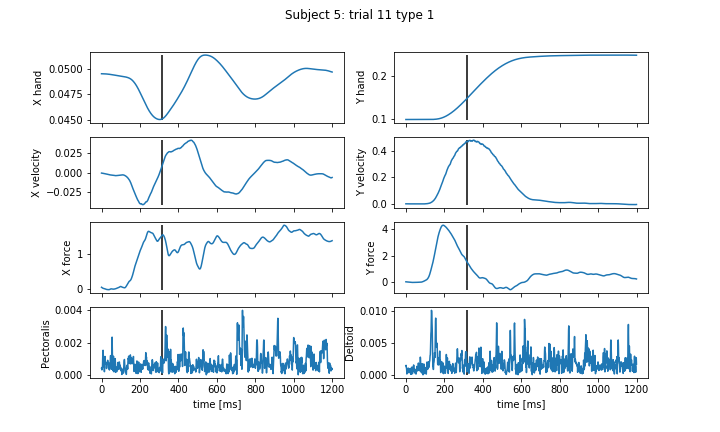 Subject 5: trial 11 type 1
X hand
0.0500
0.0475
0.0450
Y hand
0.2
0.1
X velocity
0.025
0.000
−0.025
Y velocity
0.4
0.2
0.0
X force
1
0
Y force
4
2
0
Pectoralis
0.004
0.002
0.000
0 200 400 600 800 1000 1200
time [ms]
Deltoid
0.010
0.005
0.000
0 200 400 600 800 1000 1200
time [ms]